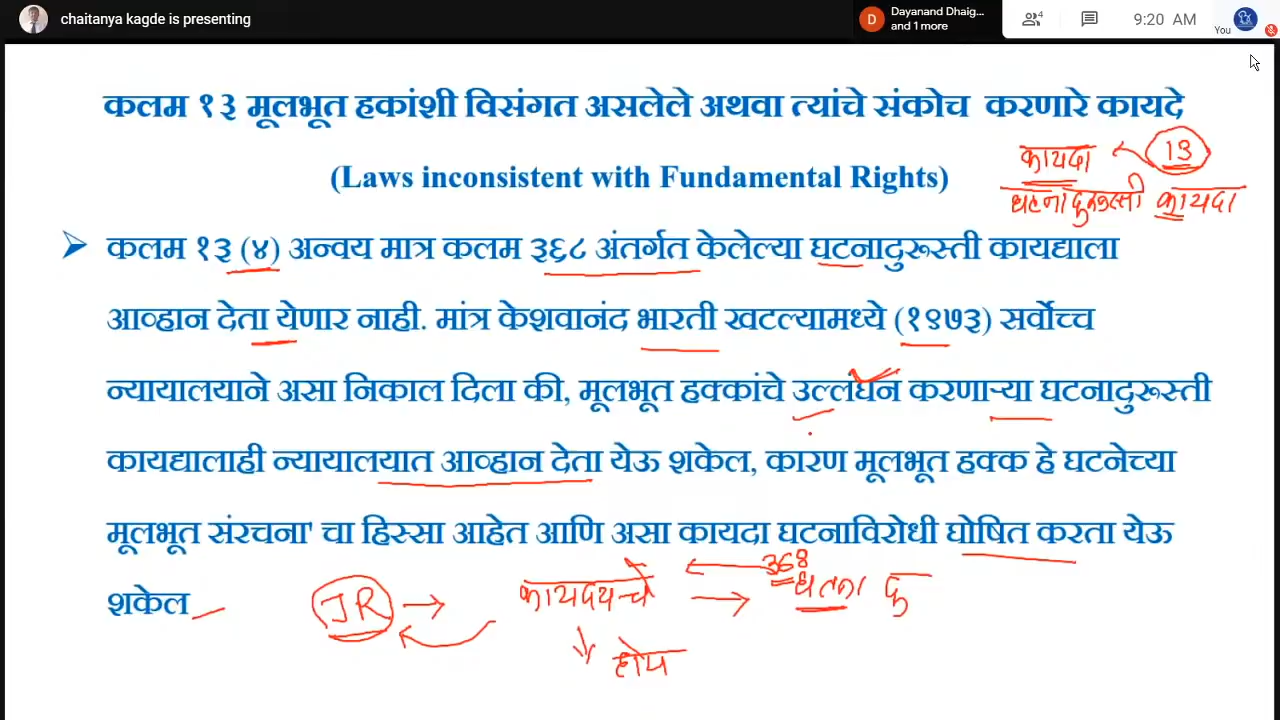 chaitanya kagde is presenting
D
Dayanand Dhaig...
and 1 more
4
9:20 AM
You
कलम १३ मूलभूत हकांशी विसंगत असलेले अथवा त्यांचे संकोच करणारे कायदे
कायदा 13
(Laws inconsistent with Fundamental Rights)
घटनादुरुस्ती कायदा
कलम १३ (४) अन्वय मात्र कलम ३६८ अंतर्गत केलेल्या घटनादुरूस्ती कायद्याला
आव्हान देता येणार नाही. मांत्र केशवानंद भारती खटल्यामध्ये (१९७३) सर्वोच्च
न्यायालयाने असा निकाल दिला की, मूलभूत हक्कांचे उल्लंघन करणाऱ्या घटनादुरूस्ती
कायद्यालाही न्यायालयात आव्हान देता येऊ शकेल, कारण मूलभूत हक्क हे घटनेच्या
मूलभूत संरचना' चा हिस्सा आहेत आणि असा कायदा घटनाविरोधी घोषित करता येऊ
शकेल
368
JR कायदयाचे घटना दु
होय